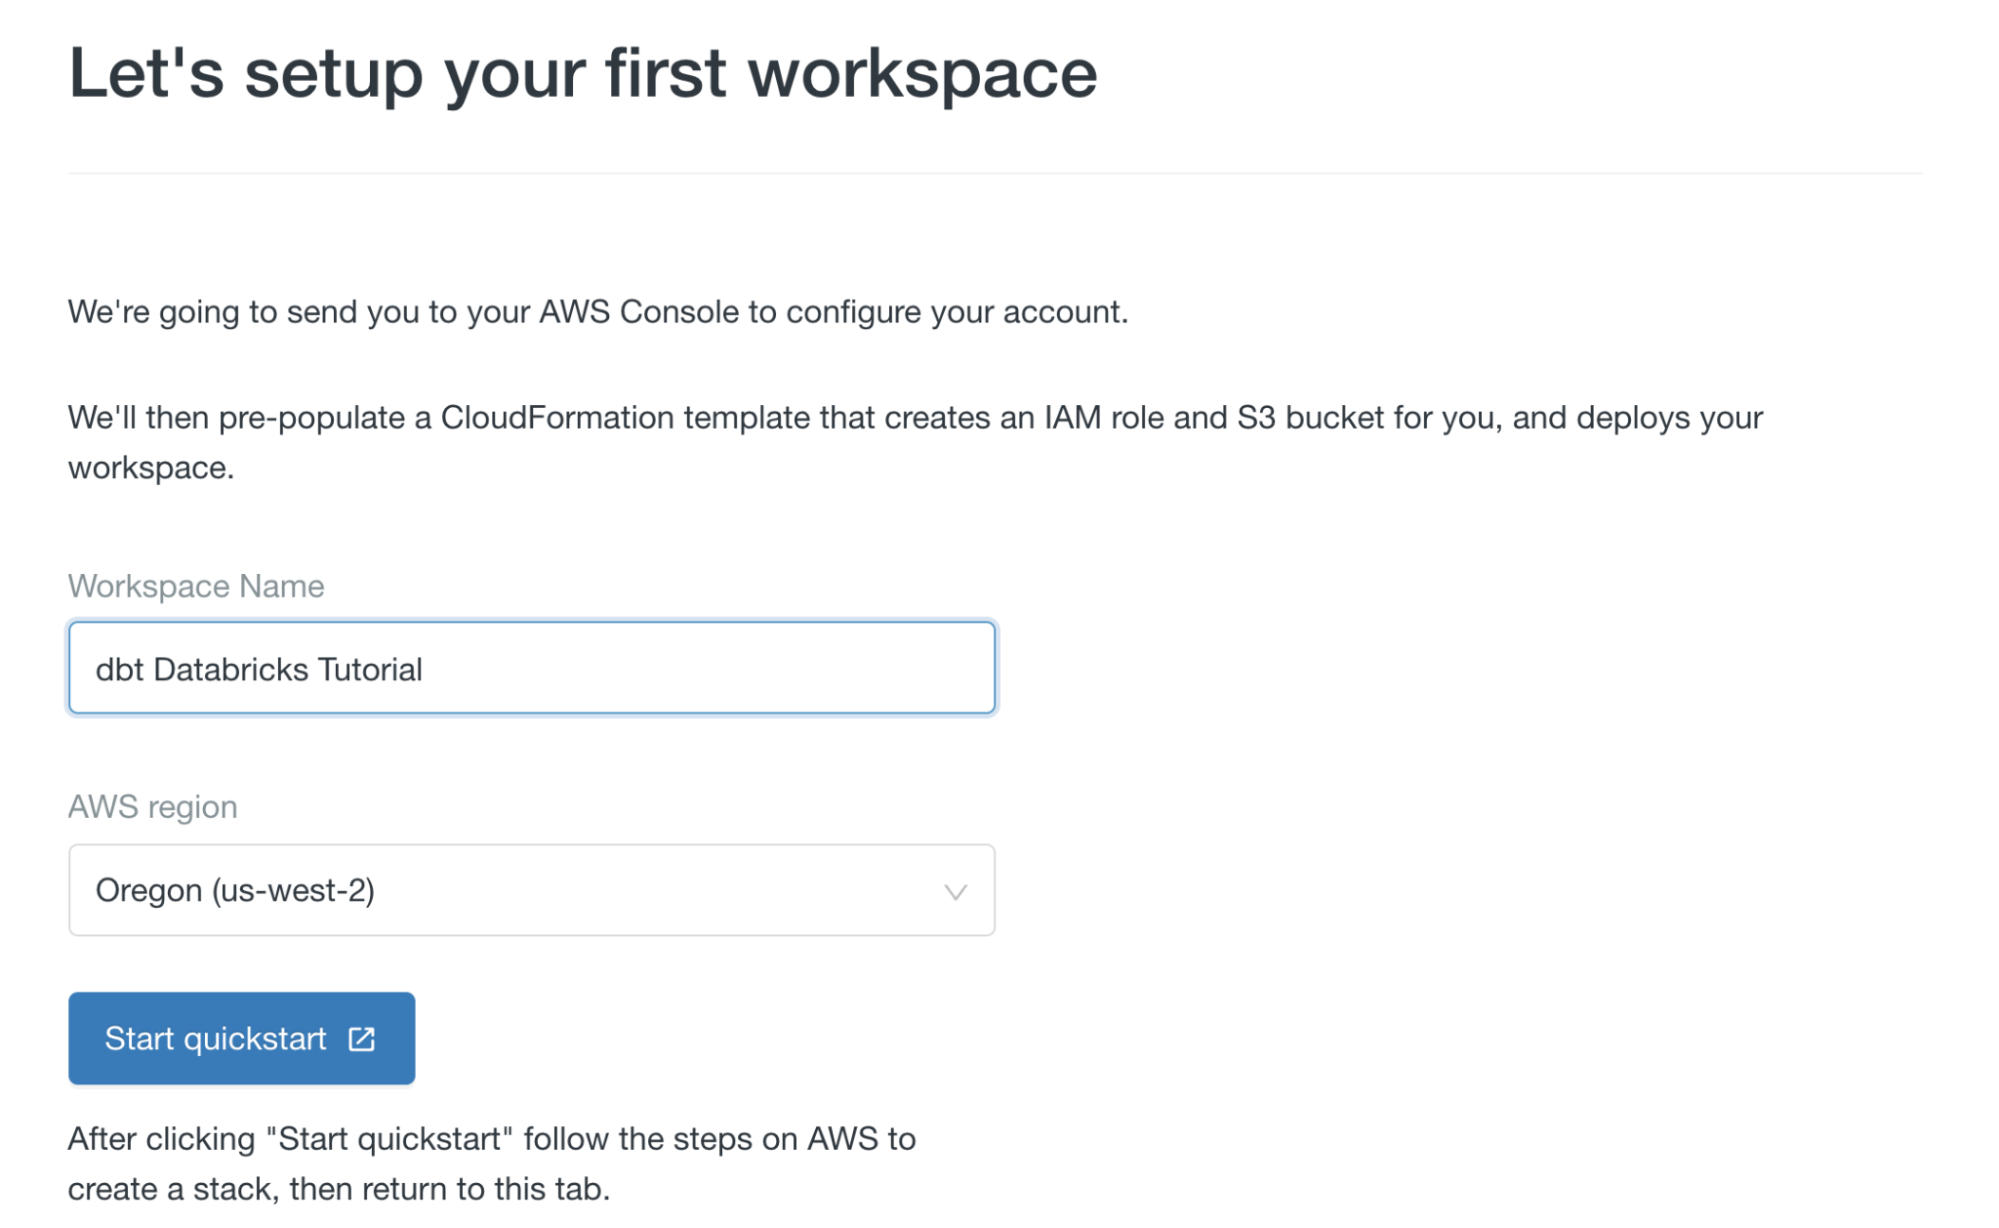 Let's setup your first workspace
We're going to send you to your AWS Console to configure your account.
We'll then pre-populate a CloudFormation template that creates an IAM role and S3 bucket for you, and deploys your
workspace.
Workspace Name
dbt Databricks Tutorial
AWS region
Oregon (us-west-2)
Start quickstart
After clicking "Start quickstart" follow the steps on AWS to
create a stack, then return to this tab.